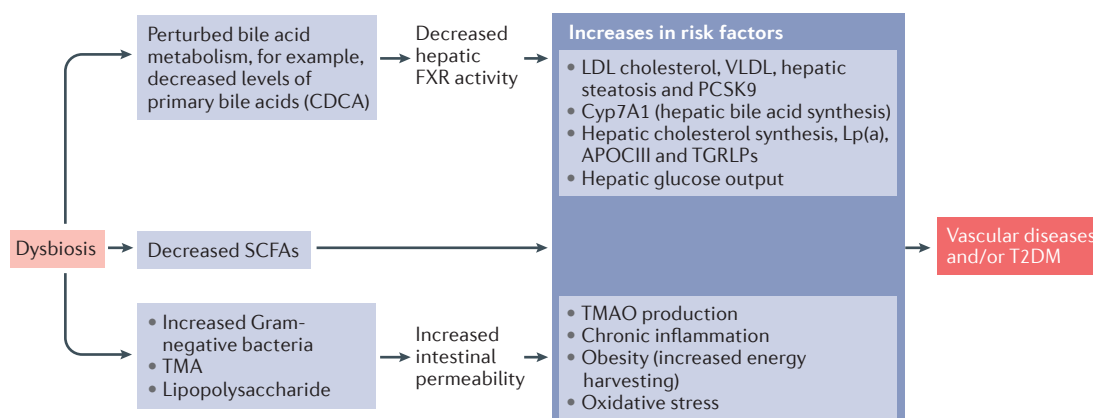 Perturbed bile acid
metabolism, for example,
decreased levels of
primary bile acids (CDCA)
Decreased
hepatic
FXR activity
Increases in risk factors
• LDL cholesterol, VLDL, hepatic
steatosis and PCSK9
• Cyp7A1 (hepatic bile acid synthesis)
• Hepatic cholesterol synthesis, Lp(a),
APOCIII and TGRLPs
• Hepatic glucose output
Dysbiosis
Decreased SCFAs
Vascular diseases
and/or T2DM
• Increased Gram-
negative bacteria
• TMA
• Lipopolysaccharide
Increased
intestinal
permeability
• TMAO production
• Chronic inflammation
• Obesity (increased energy
harvesting)
• Oxidative stress